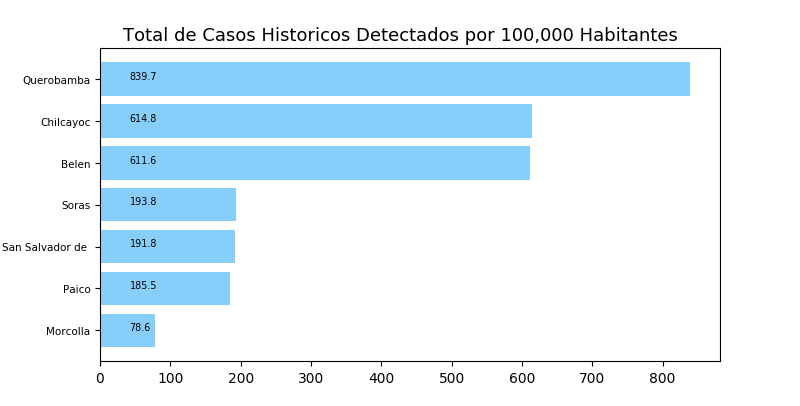 Total de Casos Historicos Detectados por 100,000 Habitantes
Querobamba 839.7
Chilcayoc 614.8
Belen 611.6
Soras 193.8
San Salvador de 191.8
Paico 185.5
Morcolla 78.6
0 100 200 300 400 500 600 700 800